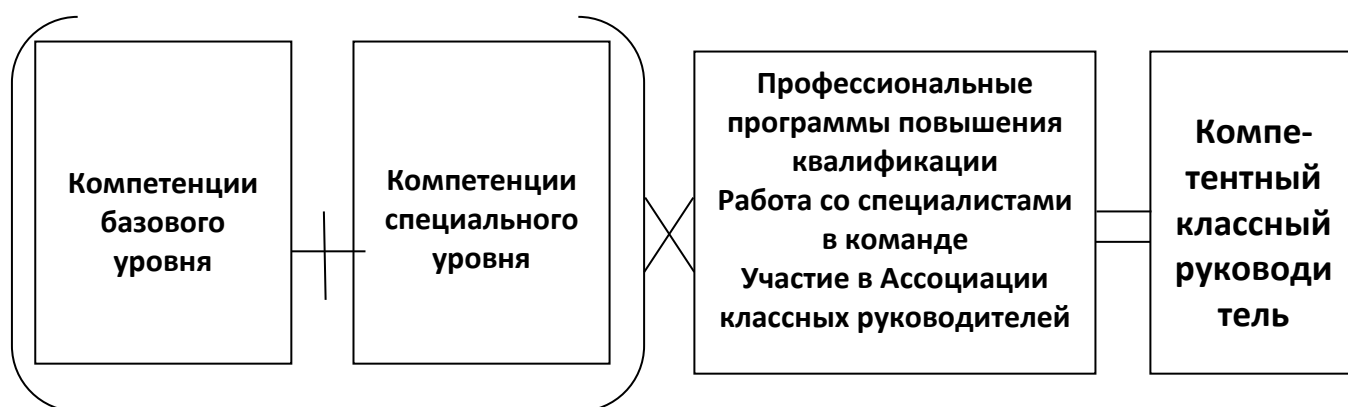 Компетенции
базового
уровня
Компетенции
специального
уровня
Профессиональные
программы повышения
квалификации
Работа со специалистами
в команде
Участие в Ассоциации
классных руководителей
Компе-
тентный
классный
руководи
тель